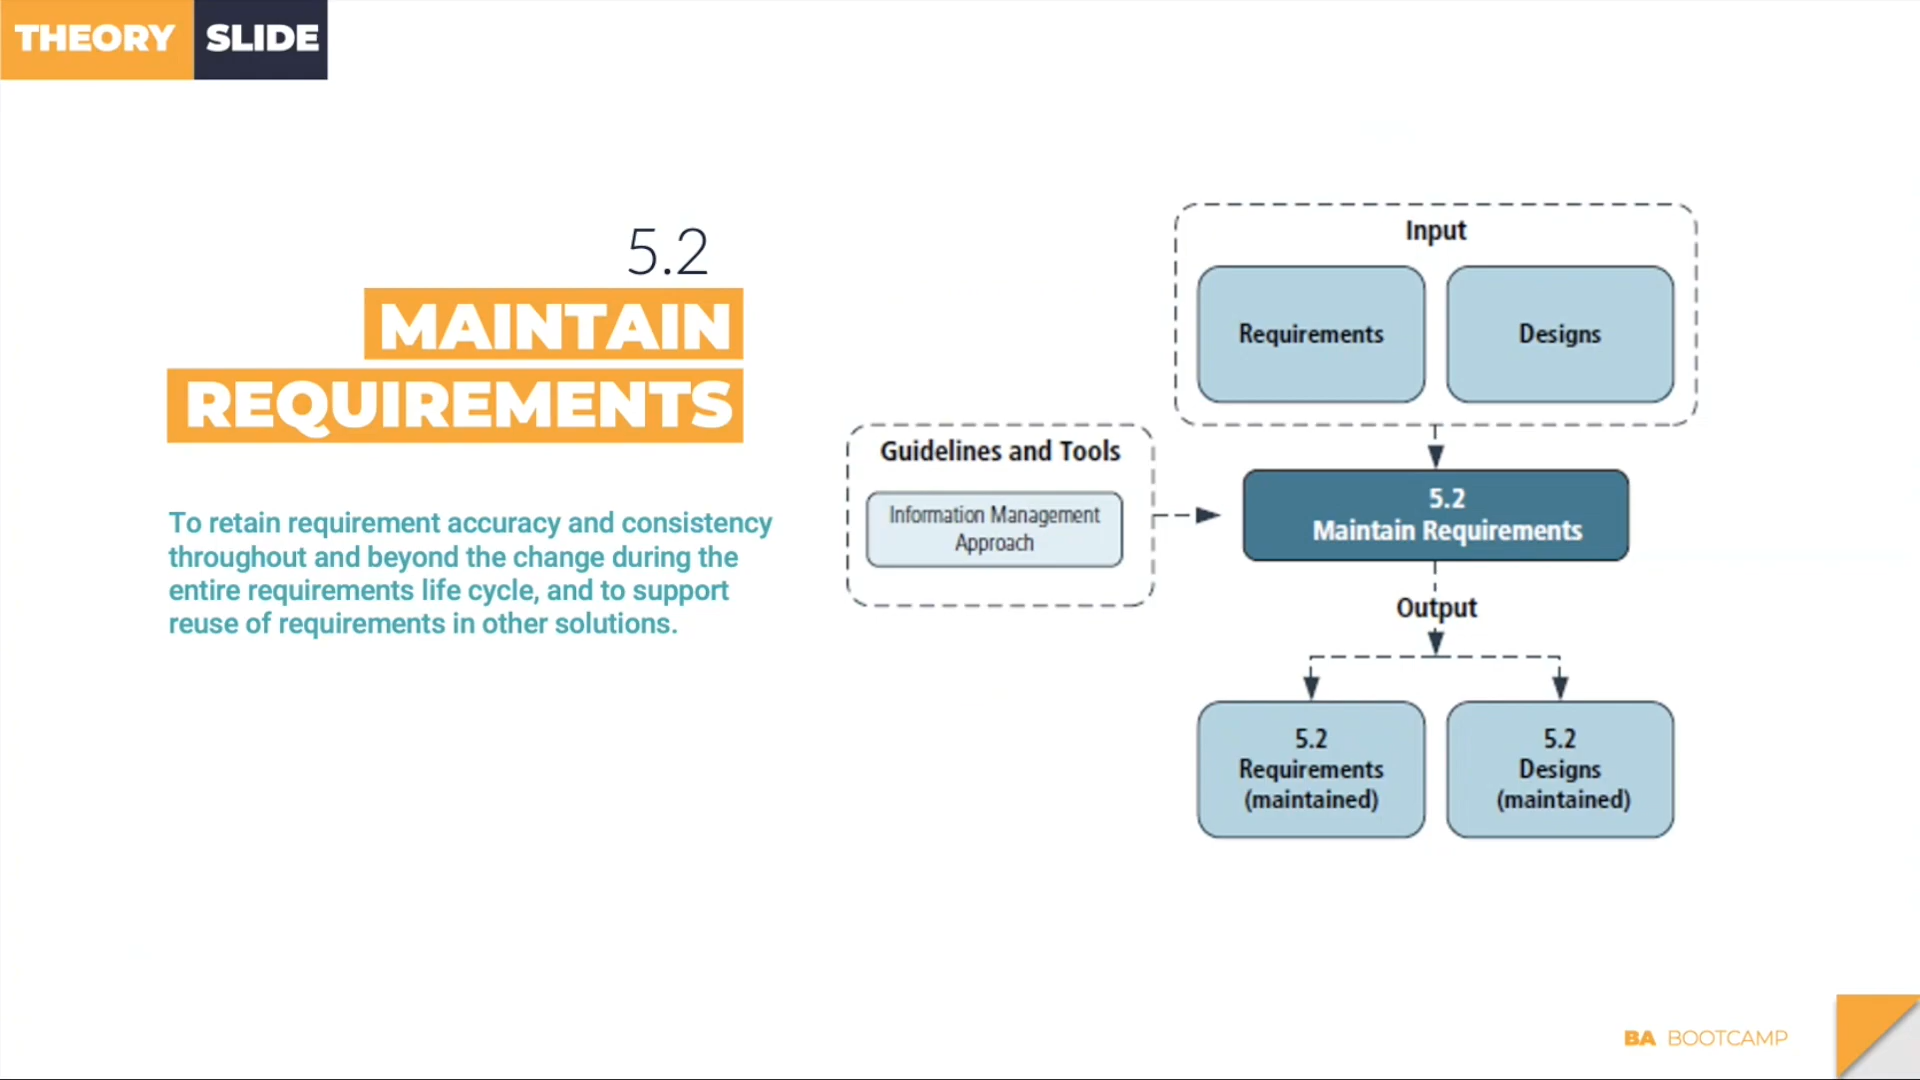 THEORY SLIDE
5.2
MAINTAIN
REQUIREMENTS
To retain requirement accuracy and consistency
throughout and beyond the change during the
entire requirements life cycle, and to support
reuse of requirements in other solutions.
Input
Requirements
Designs
Guidelines and Tools
Information Management
Approach
5.2
Maintain Requirements
Output
5.2
Requirements
(maintained)
5.2
Designs
(maintained)
BA BOOTCAMP